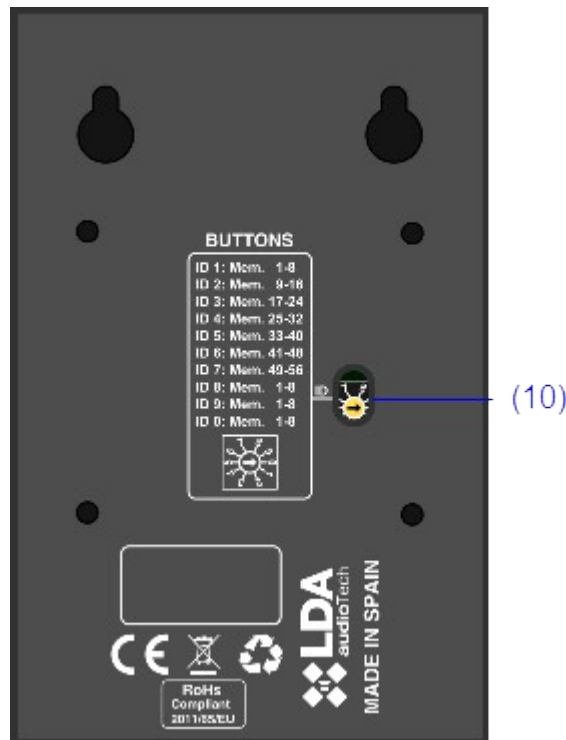 BUTTONS
ID 1: Mem. 1-8
ID 2: Mem. 9-16
ID 3: Mem. 17-24
ID 4: Mem. 25-32
ID 5: Mem. 33-40
ID 6: Mem. 41-48
ID 7: Mem. 49-56
ID 8: Mem. 1-8
ID 9: Mem. 1-8
ID 0: Mem. 1-8
ID
(10)
CE
RoHs
Compliant
2011/65/EU
LDA
audioTech
MADE IN SPAIN